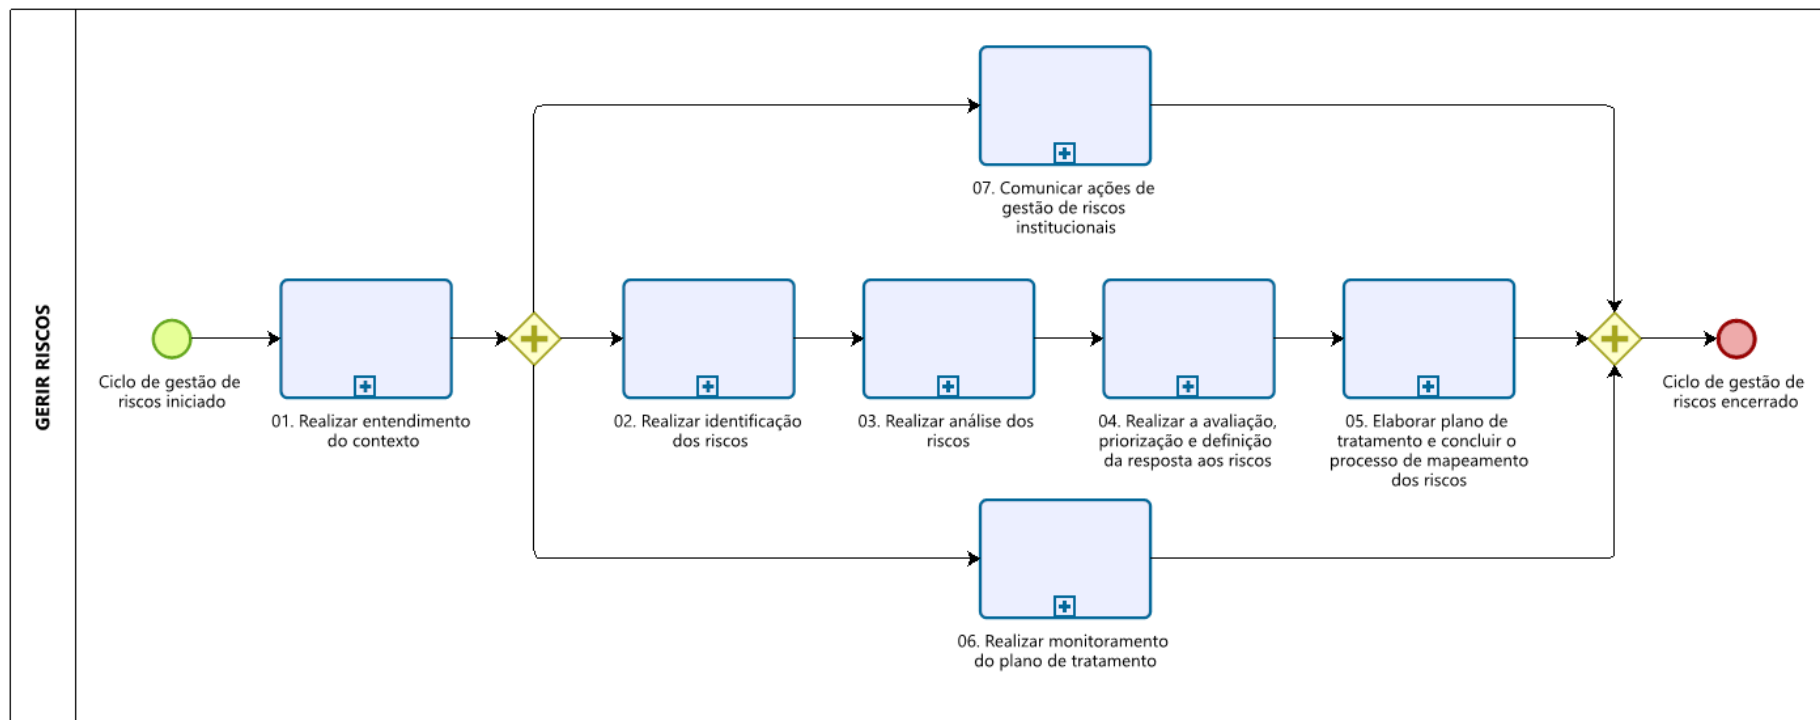 GERIR RISCOS
07. Comunicar ações de
gestão de riscos
institucionais
Ciclo de gestão de
riscos iniciado
01. Realizar entendimento
do contexto
02. Realizar identificação
dos riscos
03. Realizar análise dos
riscos
04. Realizar a avaliação,
priorização e definição
da resposta aos riscos
05. Elaborar plano de
tratamento e concluir o
processo de mapeamento
dos riscos
Ciclo de gestão de
riscos encerrado
06. Realizar monitoramento
do plano de tratamento